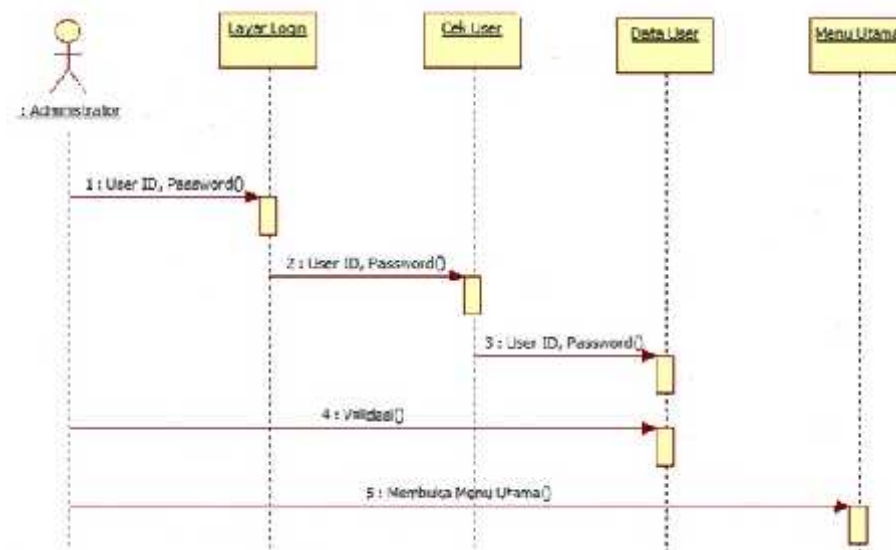 Layar Login
Cek User
Data User
Menu Utama
: Administrator
1 : User ID, Password()
2 : User ID, Password()
3 : User ID, Password()
4 : Validasi()
5 : Membuka Menu Utama()